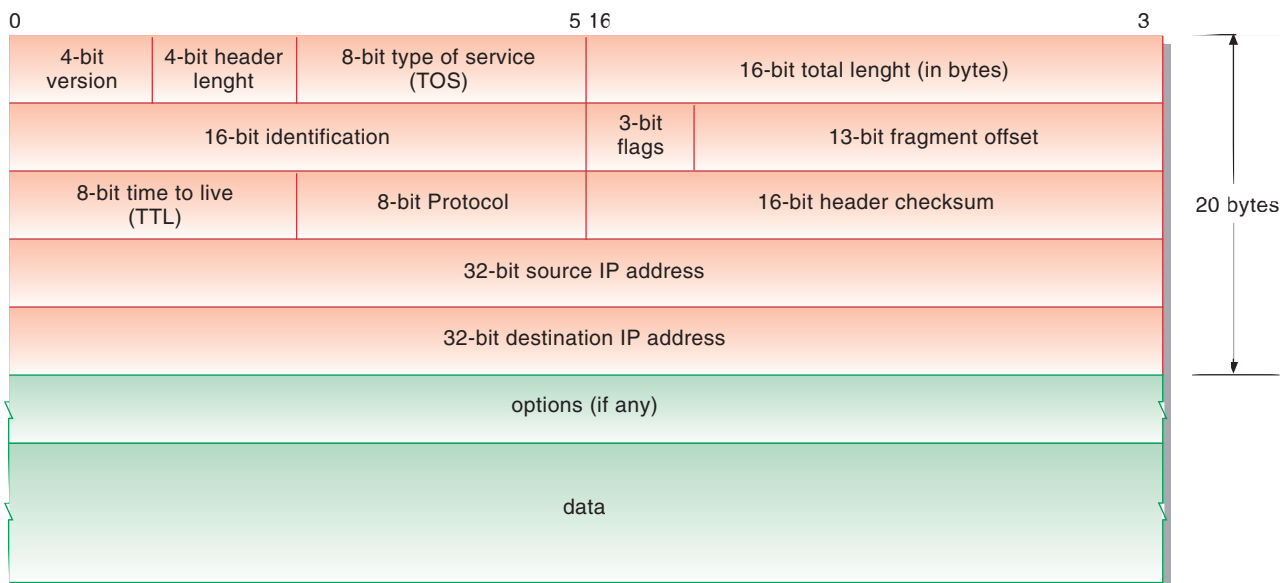 0 5 16 3
4-bit
version
4-bit header
lenght
8-bit type of service
(TOS)
16-bit total lenght (in bytes)
16-bit identification
3-bit
flags
13-bit fragment offset
8-bit time to live
(TTL)
8-bit Protocol
16-bit header checksum
20 bytes
32-bit source IP address
32-bit destination IP address
options (if any)
data